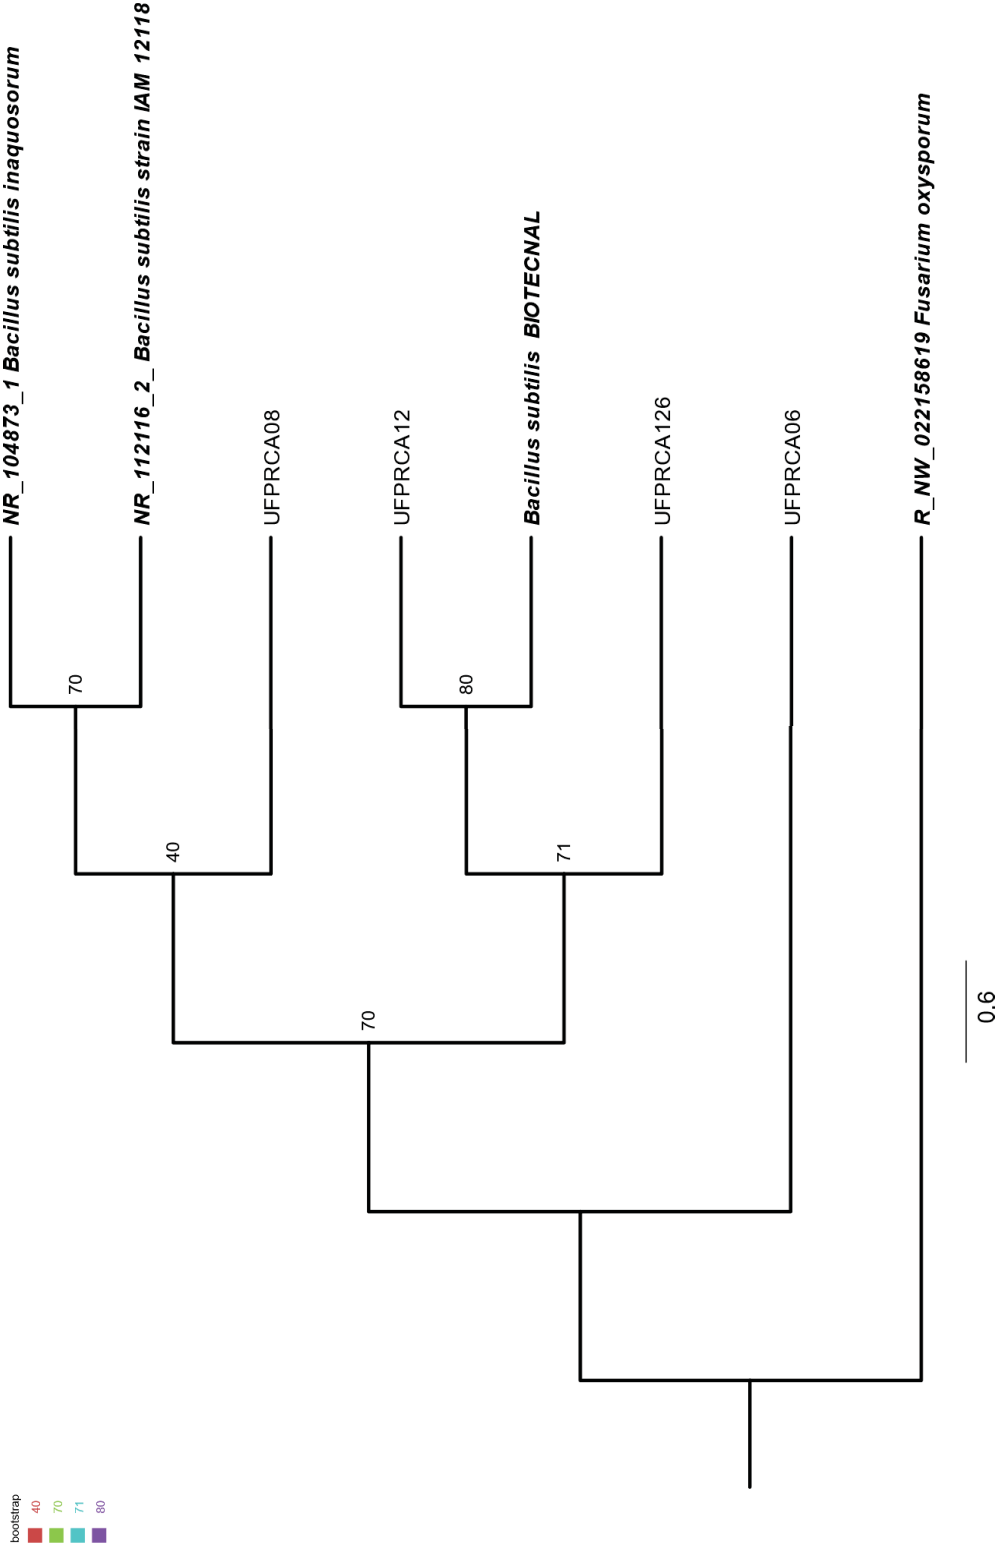 NR_104873_1 Bacillus subtilis inaquosorum
NR_112116_2_ Bacillus subtilis strain IAM 12118
UFPRCA08
UFPRCA12
Bacillus subtilis BIOTECNAL
UFPRCA126
UFPRCA06
R_NW_022158619 Fusarium oxysporum
70
80
40
71
70
0.6
bootstrap
40
70
71
80